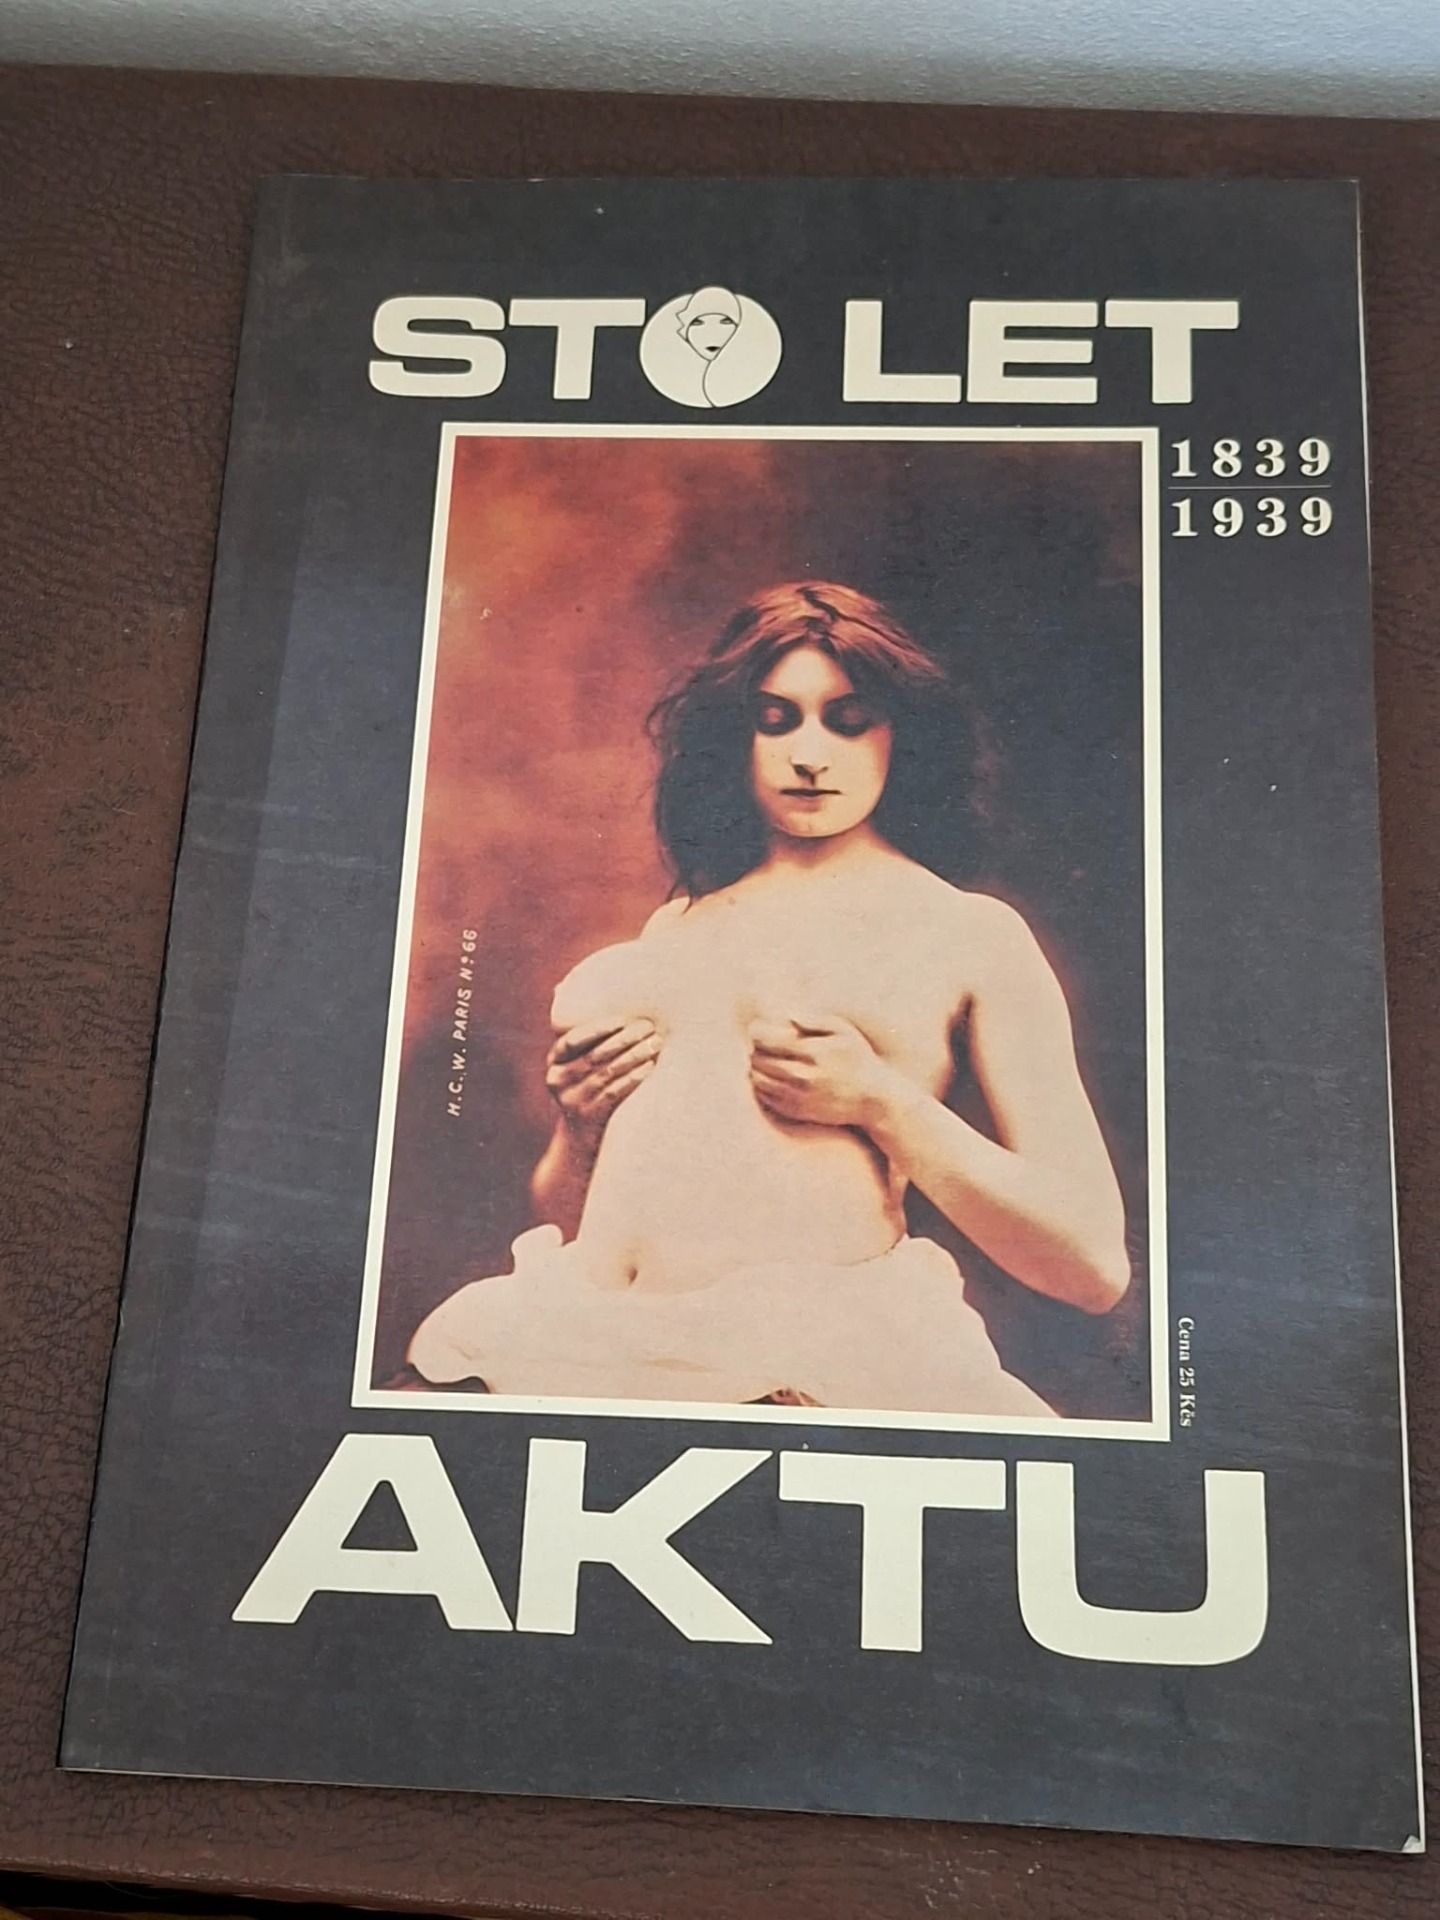 STO LET
1839
1939
H.C.W. PARIS Nº 66
Cena 25 Kčs
AKTU